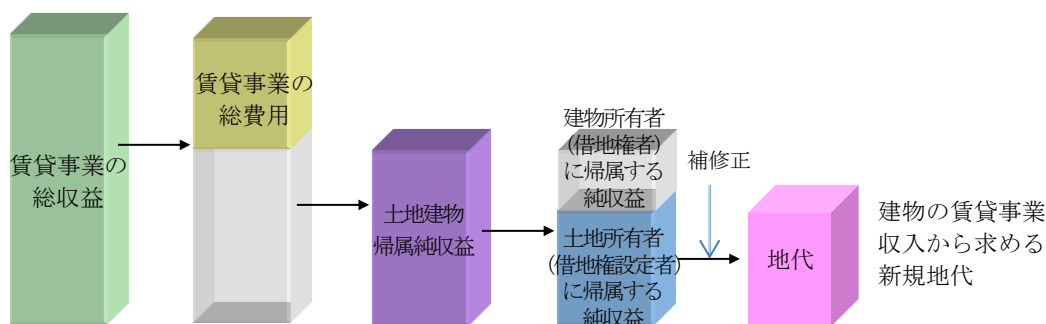 賃貸事業の
総収益
賃貸事業の
総費用
土地建物
帰属純収益
建物所有者
(借地権者)
に帰属する
純収益
土地所有者
(借地権設定者)
に帰属する
純収益
補修正
地代
建物の賃貸事業
収入から求める
新規地代